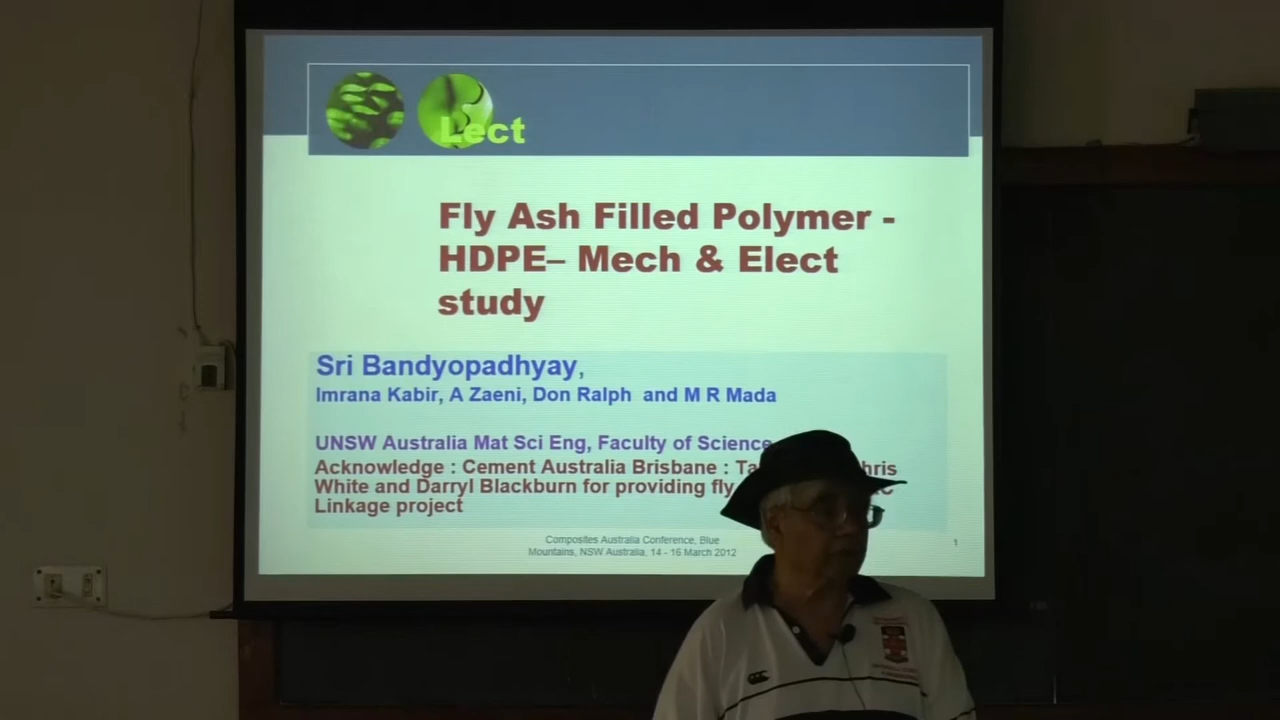 Lect
Fly Ash Filled Polymer -
HDPE– Mech & Elect
study
Sri Bandyopadhyay,
Imrana Kabir, A Zaeni, Don Ralph and M R Mada
UNSW Australia Mat Sci Eng, Faculty of Science
Acknowledge : Cement Australia Brisbane :
White and Darryl Blackburn for providing fly
Linkage project
Composites Australia Conference, Blue
Mountains, NSW Australia, 14 - 16 March 2012
1